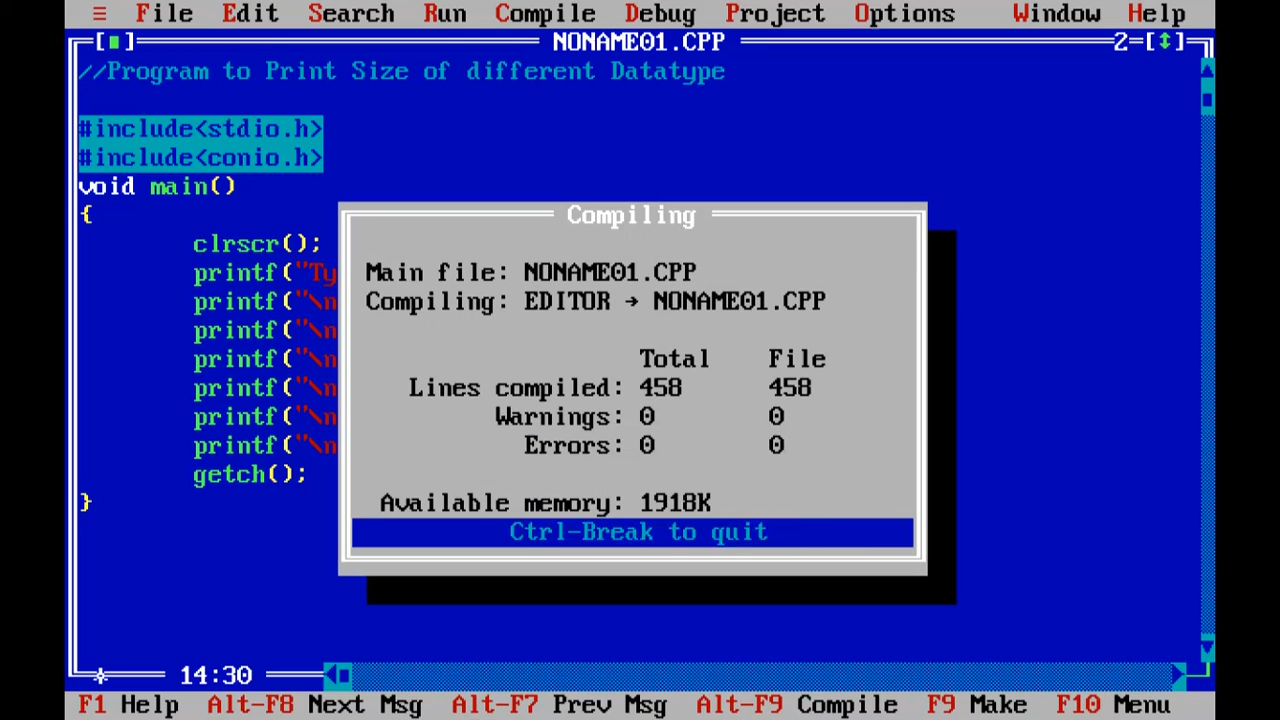 ≡ File Edit Search Run Compile Debug Project Options Window Help
[■] NONAME01.CPP 2=[↕]
//Program to Print Size of different Datatype
#include<stdio.h>
#include<conio.h>
void main()
{
clrscr();
printf("Ty
printf("\n
printf("\n
printf("\n
printf("\n
printf("\n
printf("\n
getch();
}
Compiling
Main file: NONAME01.CPP
Compiling: EDITOR → NONAME01.CPP
Total File
Lines compiled: 458 458
Warnings: 0 0
Errors: 0 0
Available memory: 1918K
Ctrl-Break to quit
14:30
F1 Help Alt-F8 Next Msg Alt-F7 Prev Msg Alt-F9 Compile F9 Make F10 Menu